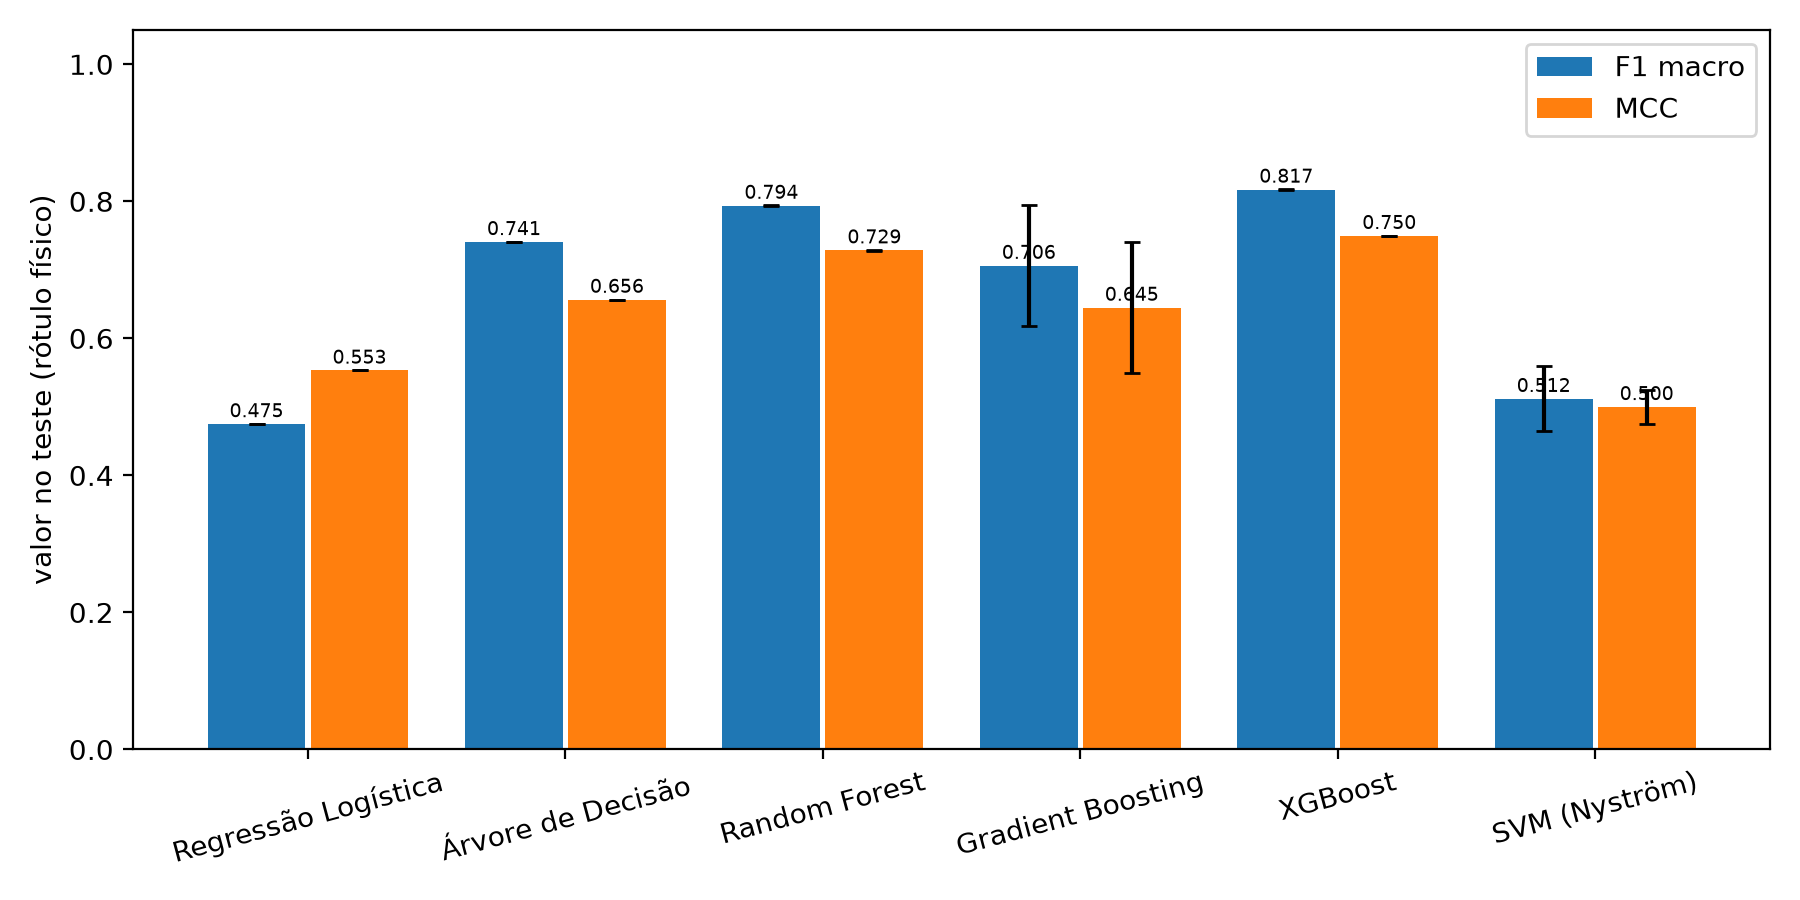 F1 macro
MCC
valor no teste (rótulo físico)
1.0
0.8
0.6
0.4
0.2
0.0
0.475
0.553
0.741
0.656
0.794
0.729
0.706
0.645
0.817
0.750
0.512
0.500
Regressão Logística
Árvore de Decisão
Random Forest
Gradient Boosting
XGBoost
SVM (Nyström)